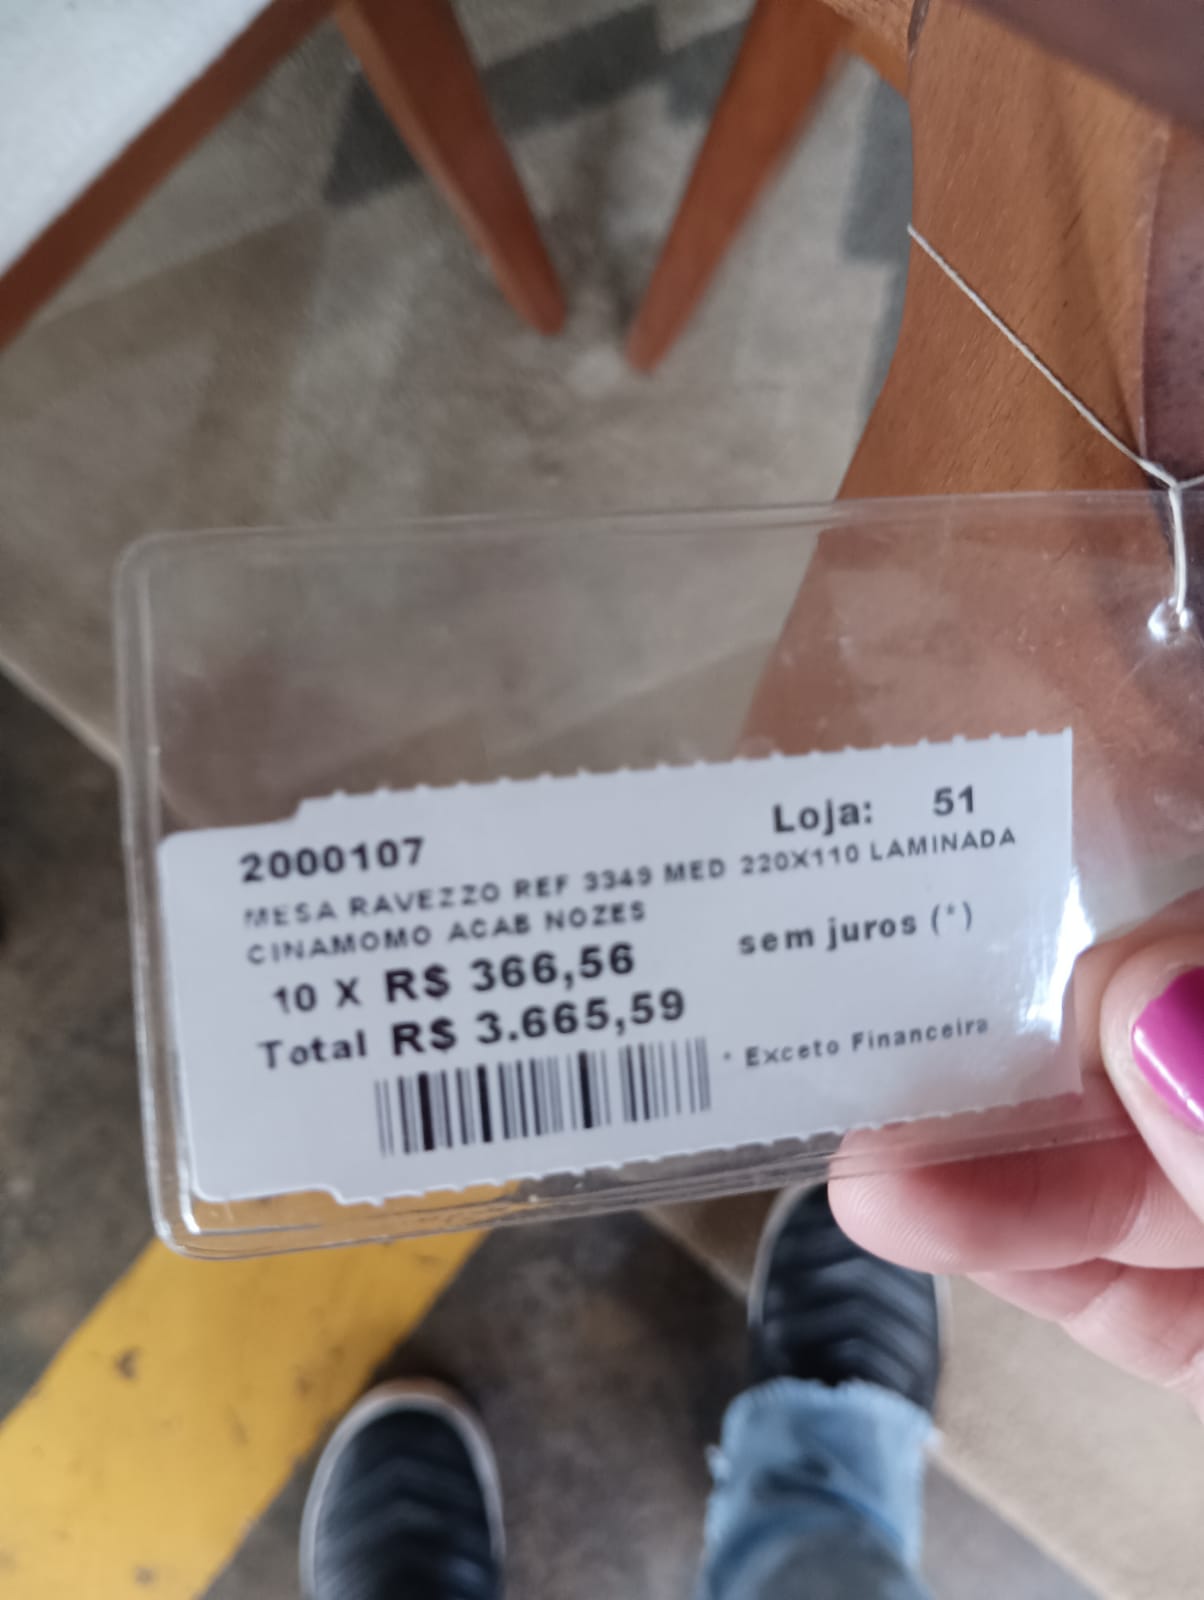 2000107 Loja: 51
MESA RAVEZZO REF 3349 MED 220X110 LAMINADA
CINAMOMO ACAB NOZES
10 X R$ 366,56 sem juros (*)
Total R$ 3.665,59
* Exceto Financeira